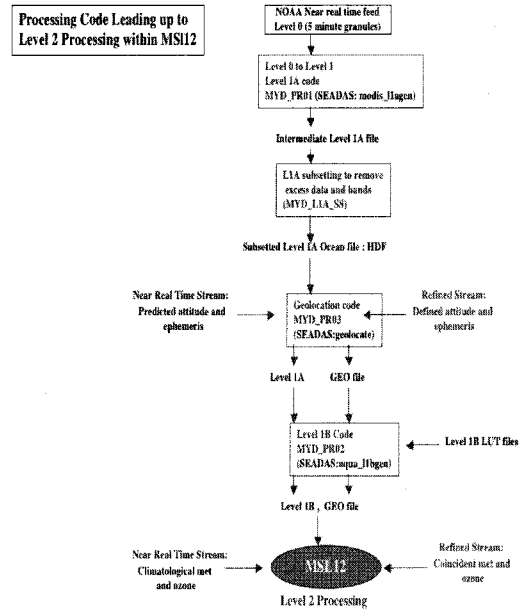 Processing Code Leading up to
Level 2 Processing within MSl12
NOAA Near real time feed
Level 0 (5 minute granules)
Level 0 to Level 1
Level 1A code
MYD_PR01 (SEADAS: modis_l1agen)
Intermediate Level 1A file
L1A subsetting to remove
excess data and bands
(MYD_L1A_SS)
Subsetted Level 1A Ocean file : HDF
Near Real Time Stream:
Predicted attitude and
ephemeris
Geolocation code
MYD_PR03
(SEADAS:geolocate)
Refined Stream:
Defined attitude and
ephemeris
Level 1A
GEO file
Level 1B Code
MYD_PR02
(SEADAS:aqua_l1bgen)
Level 1B LUT files
Level 1B , GEO file
Near Real Time Stream:
Climatological met
and ozone
MSL12
Refined Stream:
Coincident met and
ozone
Level 2 Processing